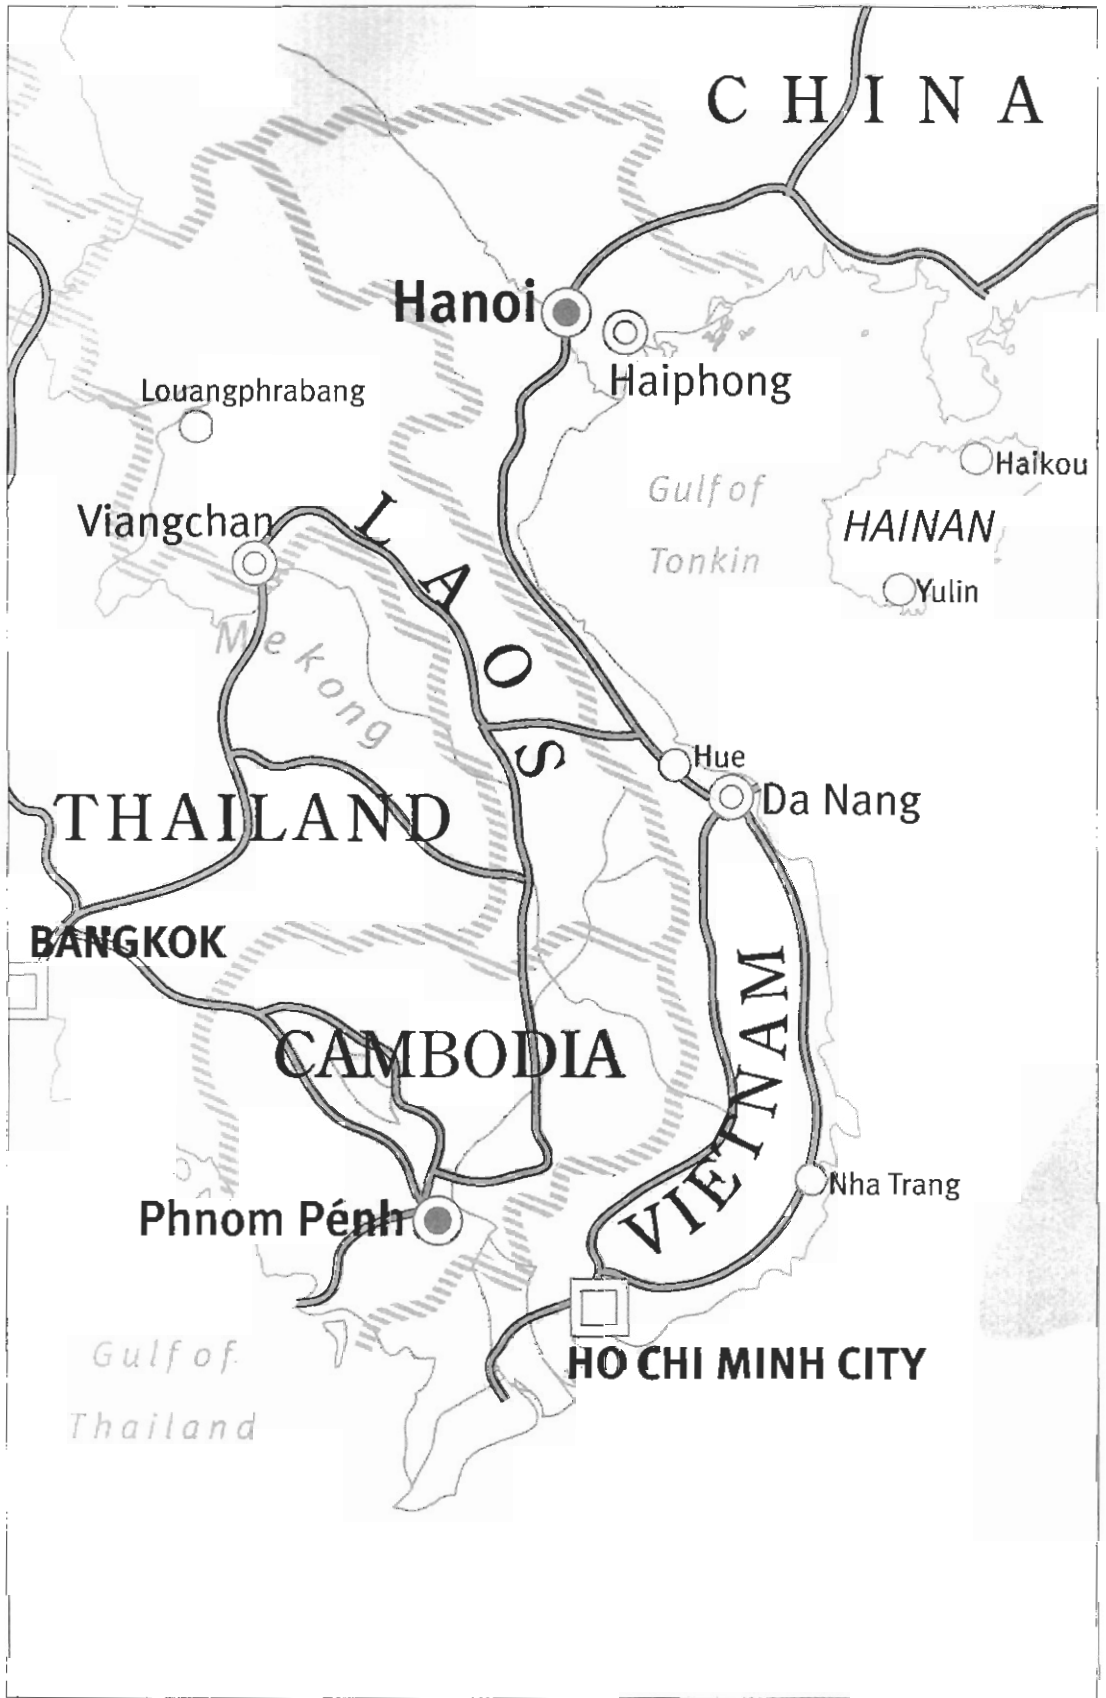 CHINA
Hanoi
Haiphong
Louangphrabang
Haikou
Gulf of
Tonkin
HAINAN
Yulin
Viangchan
LAOS
Mekong
Hue
Da Nang
THAILAND
BANGKOK
CAMBODIA
VIETNAM
Nha Trang
Phnom Pénh
HO CHI MINH CITY
Gulf of
Thailand